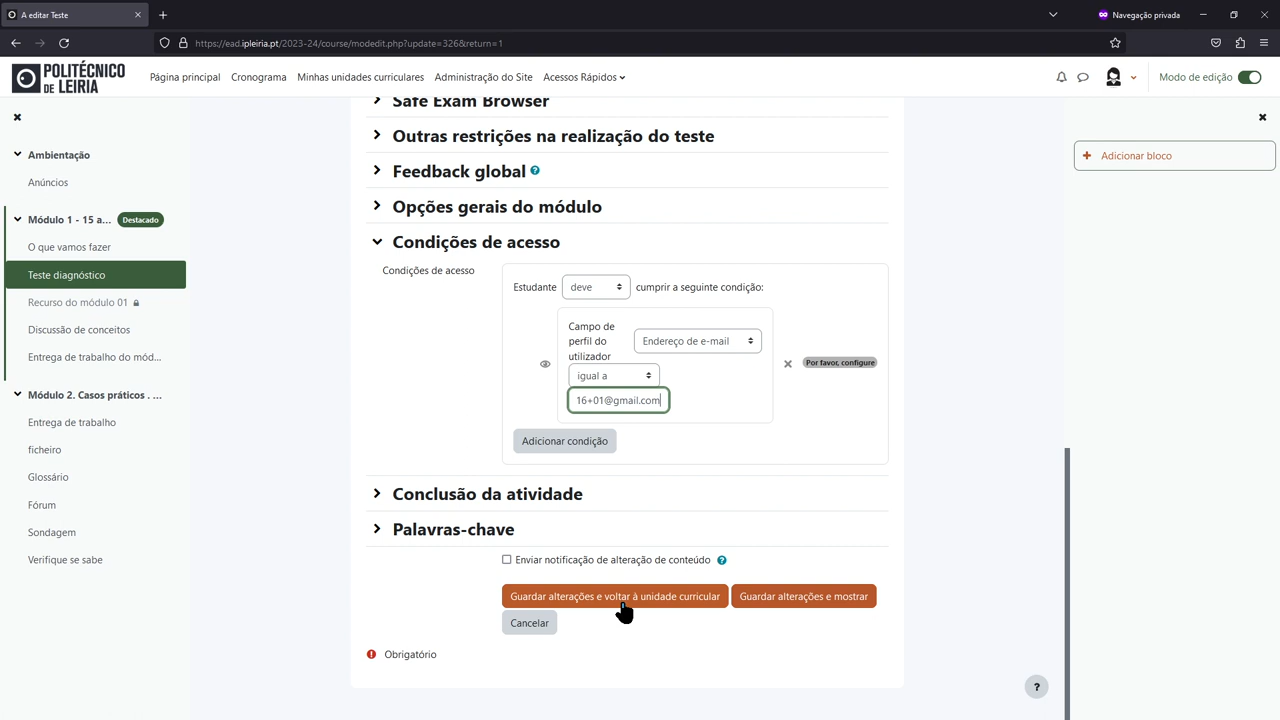 A editar Teste
Navegação privada
https://ead.ipleiria.pt/2023-24/course/modedit.php?update=326&return=1
POLITÉCNICO
DE LEIRIA
Página principal
Cronograma
Minhas unidades curriculares
Administração do Site
Acessos Rápidos
Modo de edição
Ambientação
Anúncios
Módulo 1 - 15 a...
Destacado
O que vamos fazer
Teste diagnóstico
Recurso do módulo 01
Discussão de conceitos
Entrega de trabalho do mód...
Módulo 2. Casos práticos . ...
Entrega de trabalho
ficheiro
Glossário
Fórum
Sondagem
Verifique se sabe
Safe Exam Browser
Outras restrições na realização do teste
Feedback global ?
Opções gerais do módulo
Condições de acesso
Condições de acesso
Estudante deve cumprir a seguinte condição:
Campo de
perfil do
utilizador
Endereço de e-mail
igual a
16+01@gmail.com
Por favor, configure
Adicionar condição
Conclusão da atividade
Palavras-chave
Enviar notificação de alteração de conteúdo ?
Guardar alterações e voltar à unidade curricular
Guardar alterações e mostrar
Cancelar
! Obrigatório
+ Adicionar bloco
?